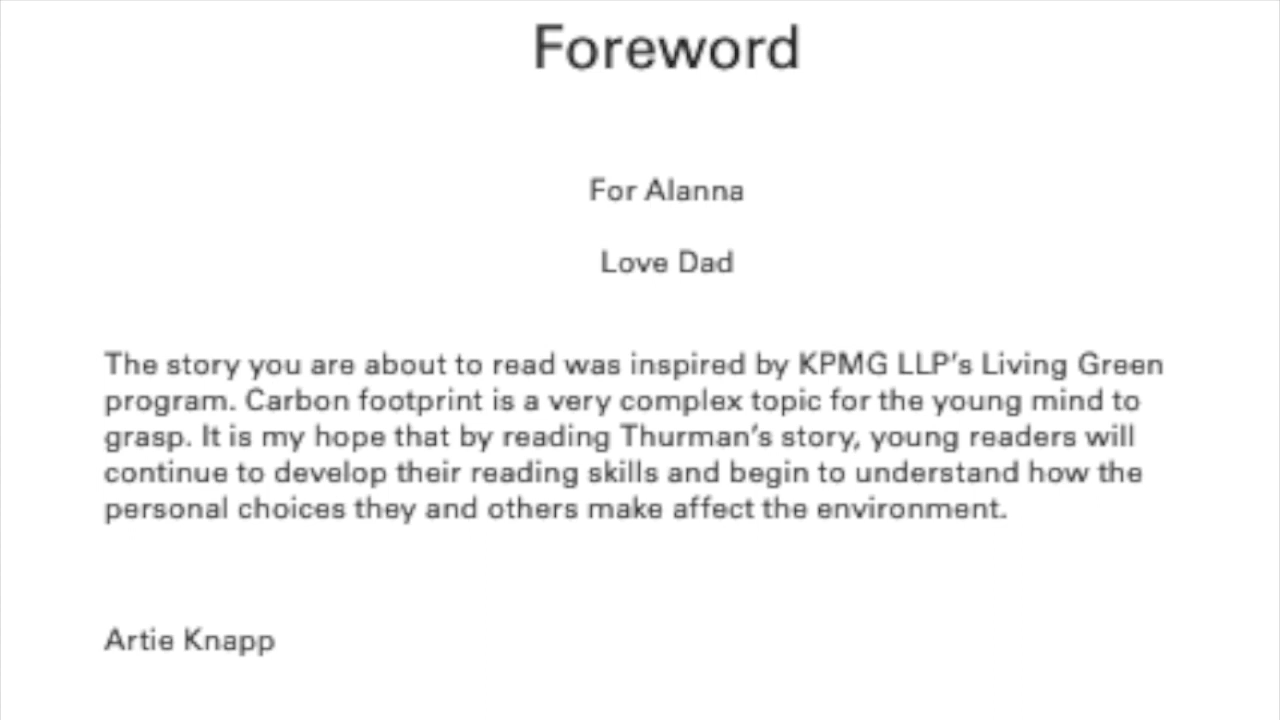 Foreword
For Alanna
Love Dad
The story you are about to read was inspired by KPMG LLP's Living Green
program. Carbon footprint is a very complex topic for the young mind to
grasp. It is my hope that by reading Thurman's story, young readers will
continue to develop their reading skills and begin to understand how the
personal choices they and others make affect the environment.
Artie Knapp